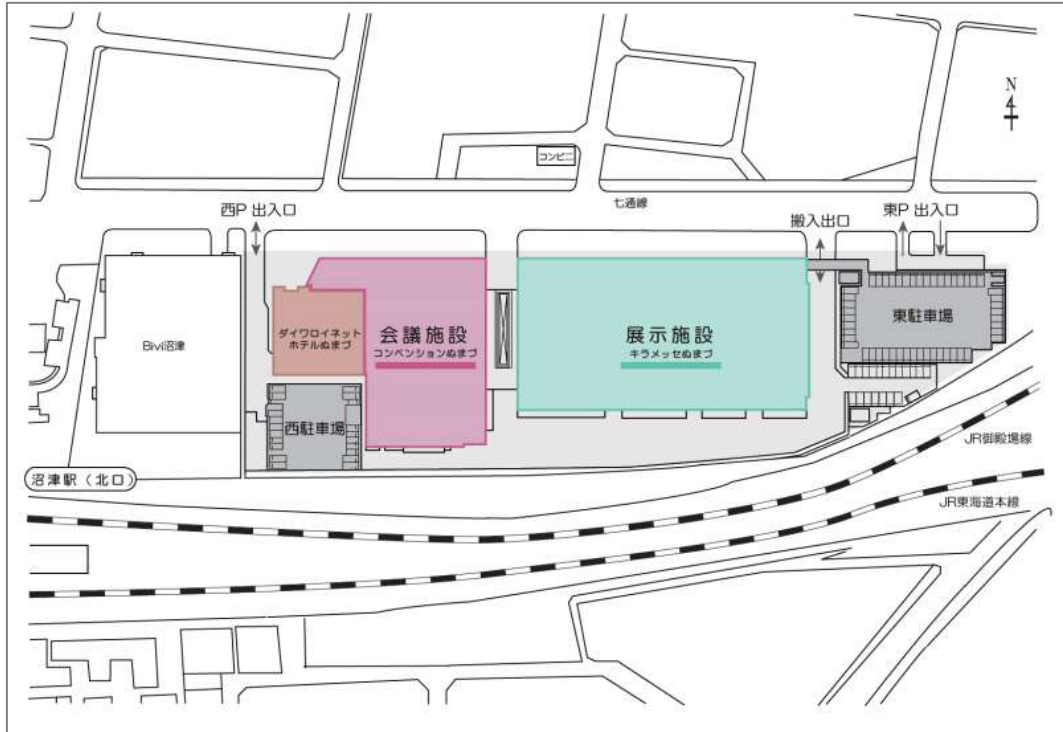 N
コンビニ
七通線
西P 出入口
搬入出口
東P 出入口
Bivi沼津
ダイワロイネット
ホテルぬまづ
会議施設
コンベンションぬまづ
展示施設
キラメッセぬまづ
東駐車場
西駐車場
沼津駅（北口）
JR御殿場線
JR東海道本線